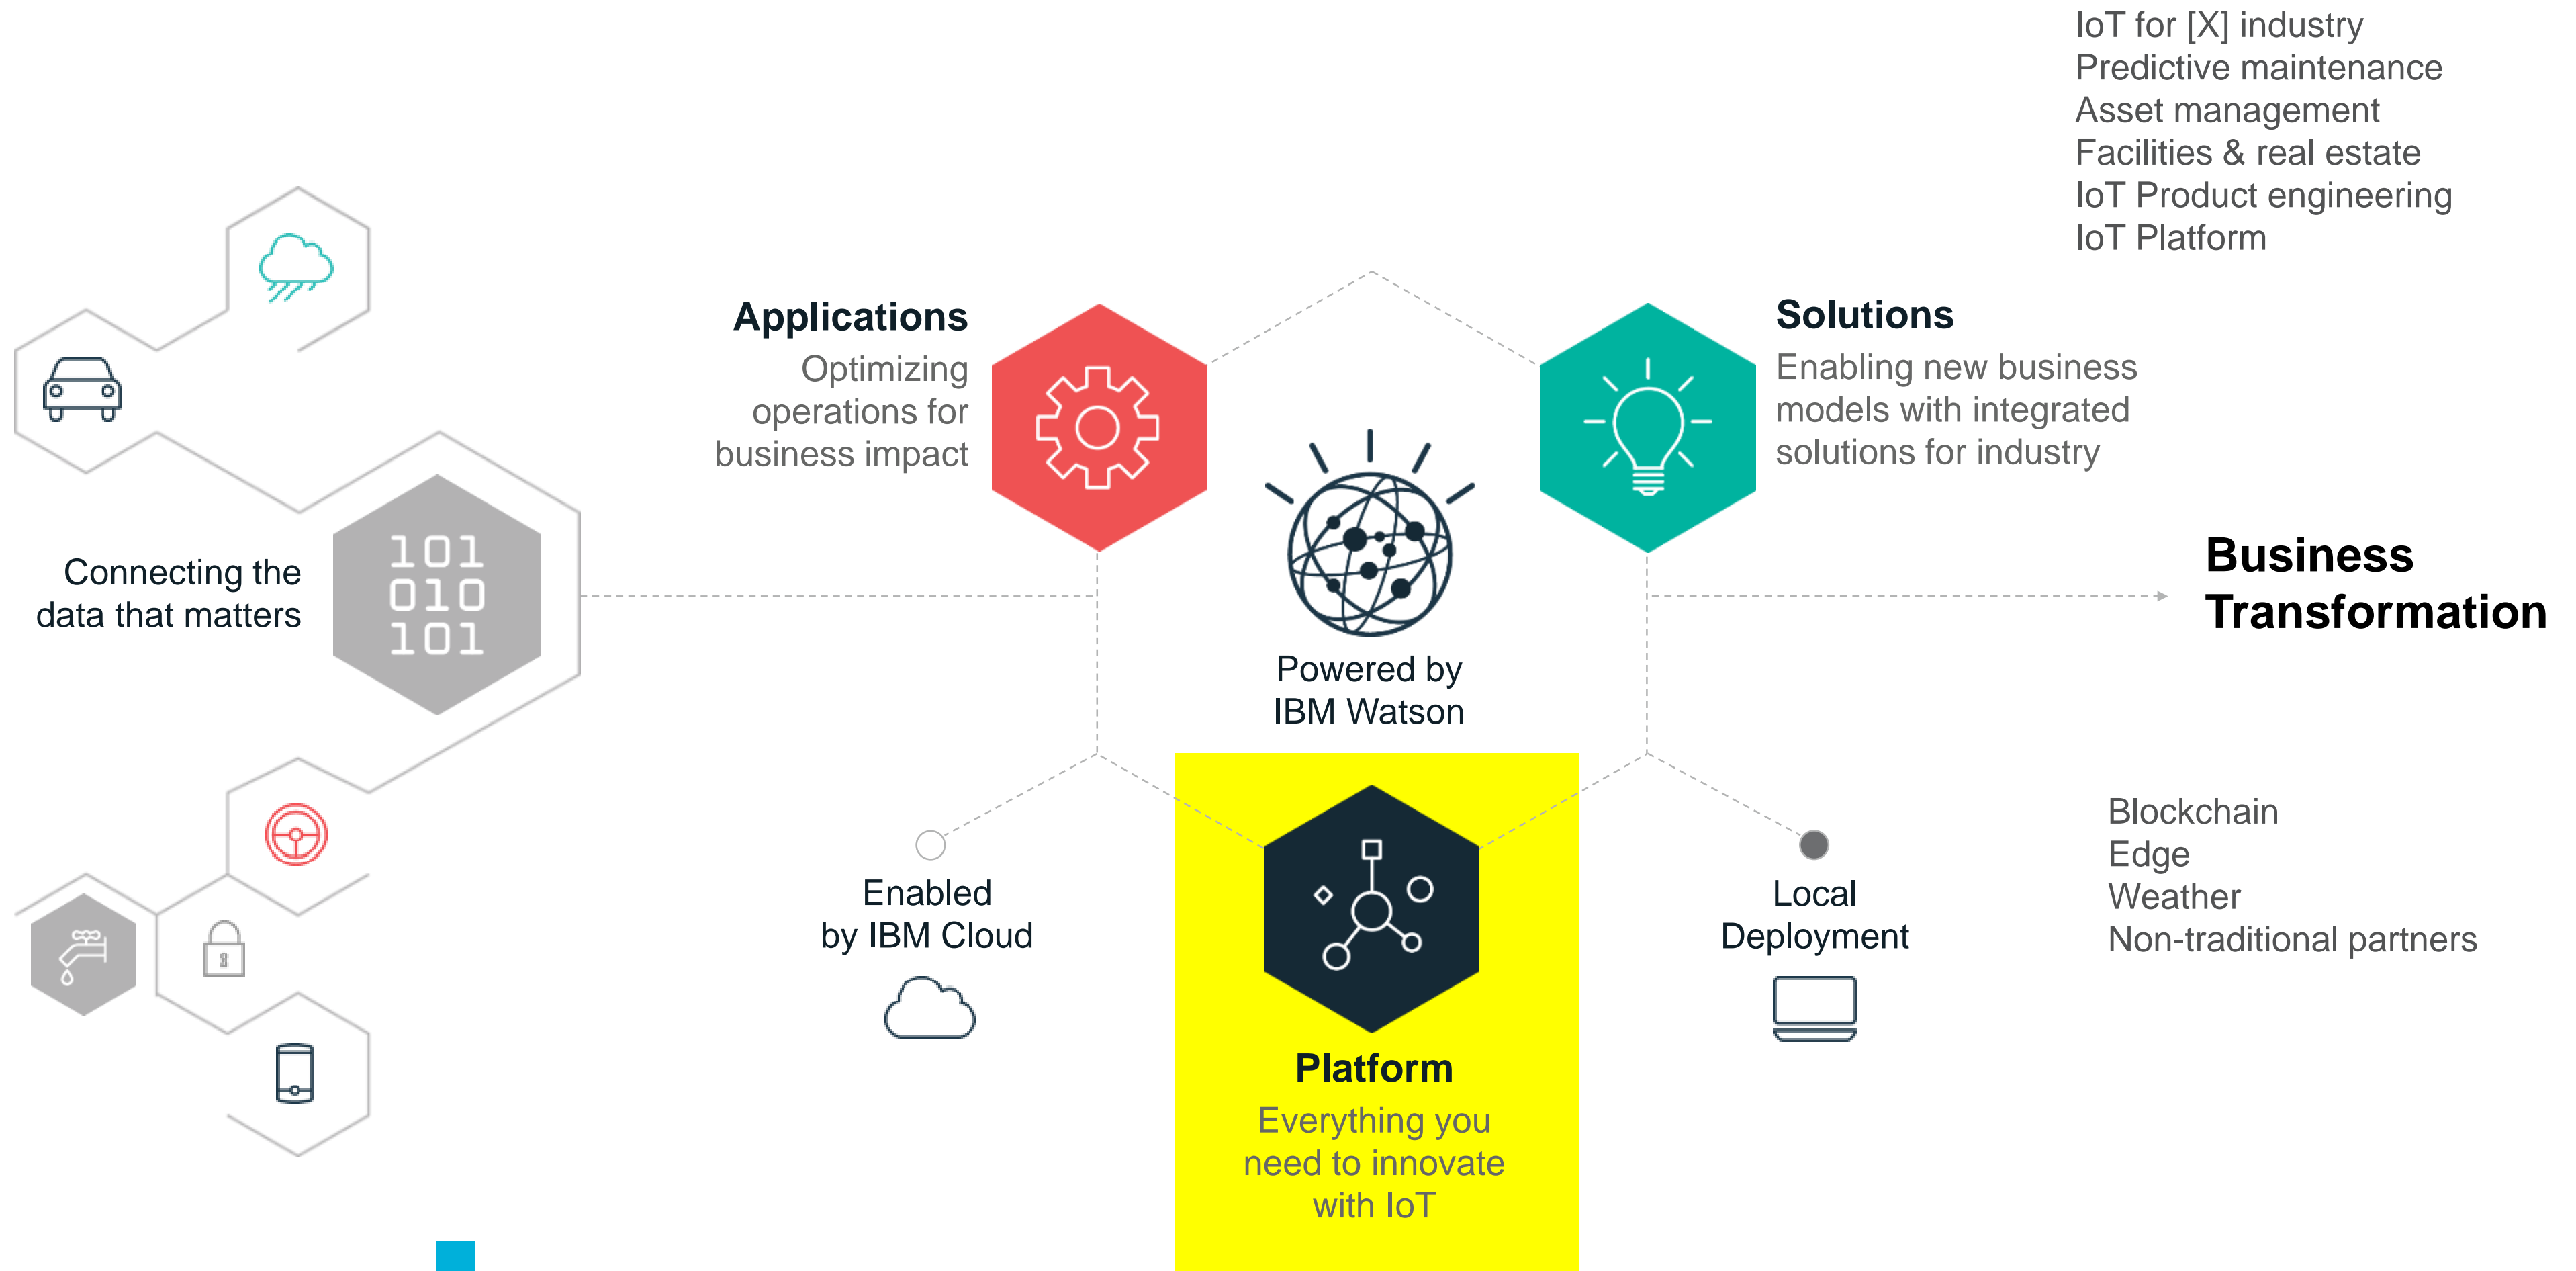 IoT for [X] industry
Predictive maintenance
Asset management
Facilities & real estate
IoT Product engineering
IoT Platform
Applications
Optimizing
operations for
business impact
Solutions
Enabling new business
models with integrated
solutions for industry
Connecting the
data that matters
101
010
101
Powered by
IBM Watson
Business
Transformation
Enabled
by IBM Cloud
Local
Deployment
Blockchain
Edge
Weather
Non-traditional partners
Platform
Everything you
need to innovate
with IoT